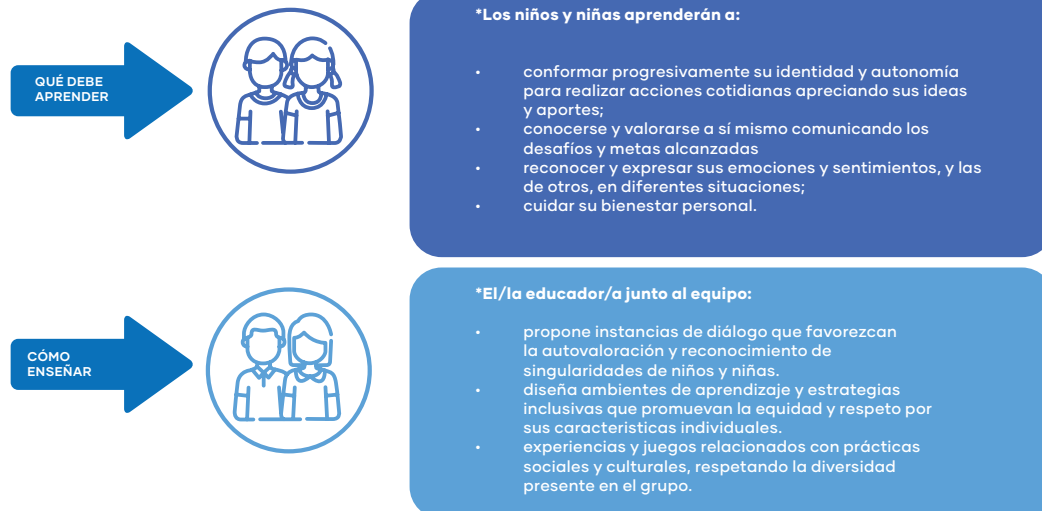 QUÉ DEBE
APRENDER
*Los niños y niñas aprenderán a:
• conformar progresivamente su identidad y autonomía
para realizar acciones cotidianas apreciando sus ideas
y aportes;
• conocerse y valorarse a sí mismo comunicando los
desafíos y metas alcanzadas
• reconocer y expresar sus emociones y sentimientos, y las
de otros, en diferentes situaciones;
• cuidar su bienestar personal.
CÓMO
ENSEÑAR
*El/la educador/a junto al equipo:
• propone instancias de diálogo que favorezcan
la autovaloración y reconocimiento de
singularidades de niños y niñas.
• diseña ambientes de aprendizaje y estrategias
inclusivas que promuevan la equidad y respeto por
sus caracteristicas individuales.
• experiencias y juegos relacionados con prácticas
sociales y culturales, respetando la diversidad
presente en el grupo.